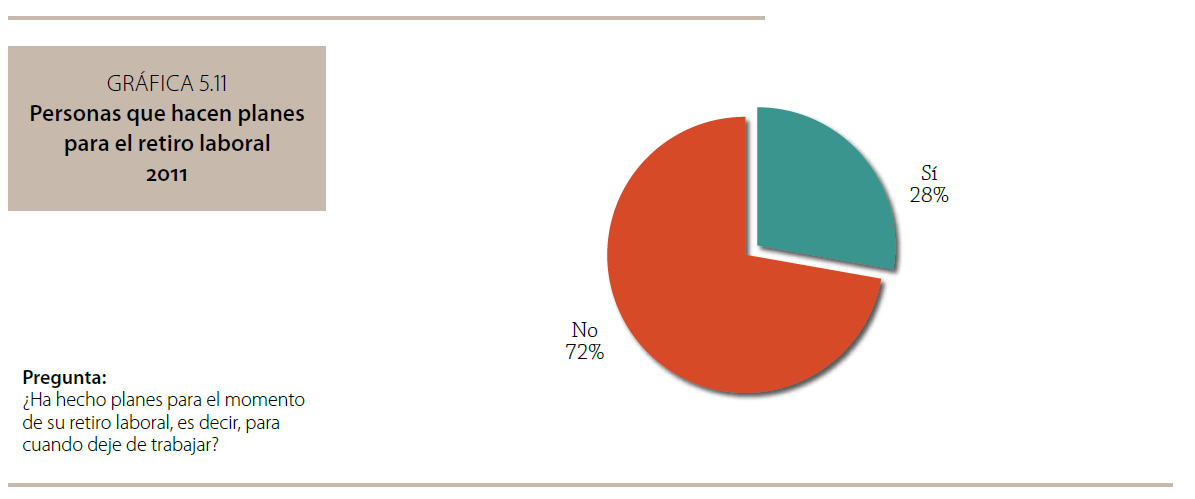 GRÁFICA 5.11
Personas que hacen planes
para el retiro laboral
2011
Sí
28%
No
72%
Pregunta:
¿Ha hecho planes para el momento
de su retiro laboral, es decir, para
cuando deje de trabajar?